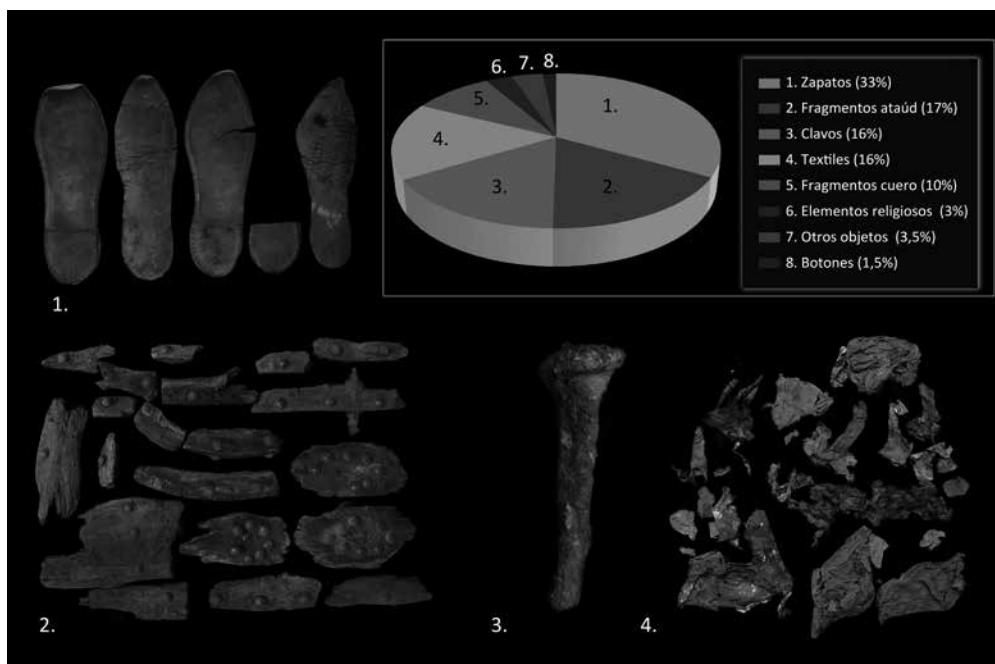 6.
7.
8.
5.
1.
4.
3.
2.
1. Zapatos (33%)
2. Fragmentos ataúd (17%)
3. Clavos (16%)
4. Textiles (16%)
5. Fragmentos cuero (10%)
6. Elementos religiosos (3%)
7. Otros objetos (3,5%)
8. Botones (1,5%)
1.
2.
3.
4.